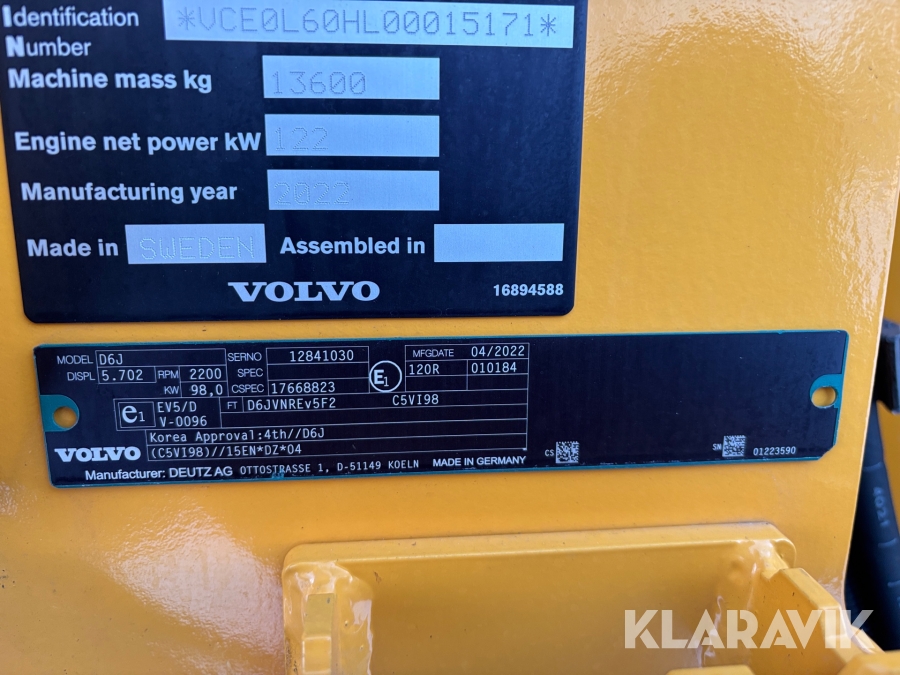 Identification *VCE0L60HL00015171*
Number
Machine mass kg 13600
Engine net power kW 122
Manufacturing year 2022
Made in SWEDEN Assembled in
VOLVO 16894588
MODEL D6J SERNO 12841030 MFGDATE 04/2022
DISPL 5.702 RPM 2200 SPEC E1 120R 010184
KW 98,0 CSPEC 17668823
e1 EV5/D FT D6JVNREv5F2 C5VI98
V-0096
Korea Approval:4th//D6J
VOLVO (C5VI98)//15EN*DZ*04 CS SN 01223590
Manufacturer: DEUTZ AG OTTOSTRASSE 1, D-51149 KOELN MADE IN GERMANY
4021
KLARAVIK